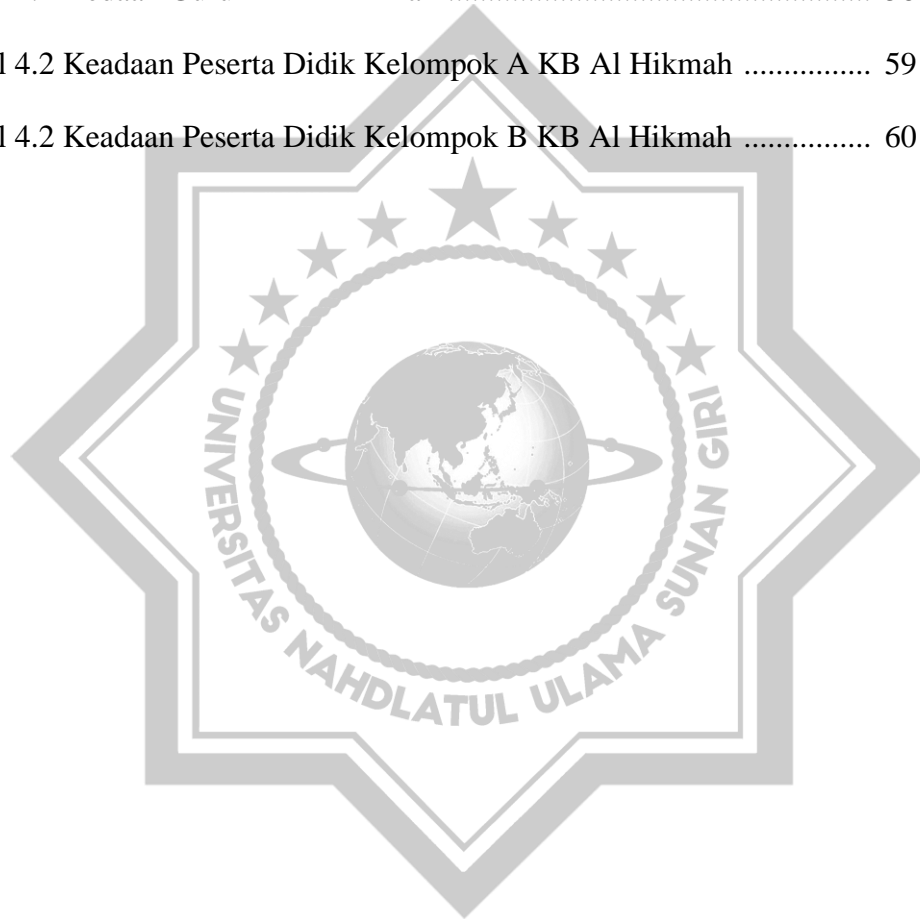 l 4.2 Keadaan Peserta Didik Kelompok A KB Al Hikmah ................ 59
l 4.2 Keadaan Peserta Didik Kelompok B KB Al Hikmah ................ 60
UNIVERSITAS NAHDLATUL ULAMA SUNAN GIRI